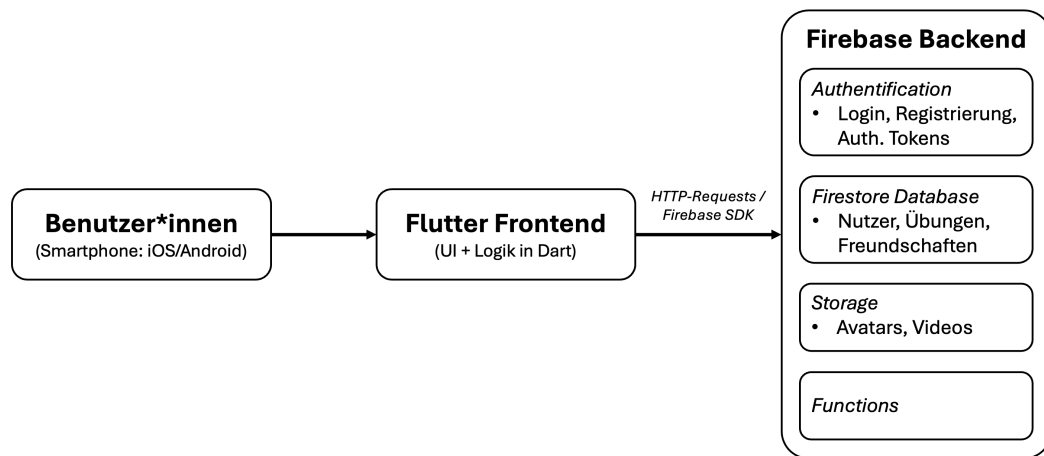 Benutzer*innen
(Smartphone: iOS/Android)
Flutter Frontend
(UI + Logik in Dart)
HTTP-Requests /
Firebase SDK
Firebase Backend
Authentification
• Login, Registrierung,
Auth. Tokens
Firestore Database
• Nutzer, Übungen,
Freundschaften
Storage
• Avatars, Videos
Functions